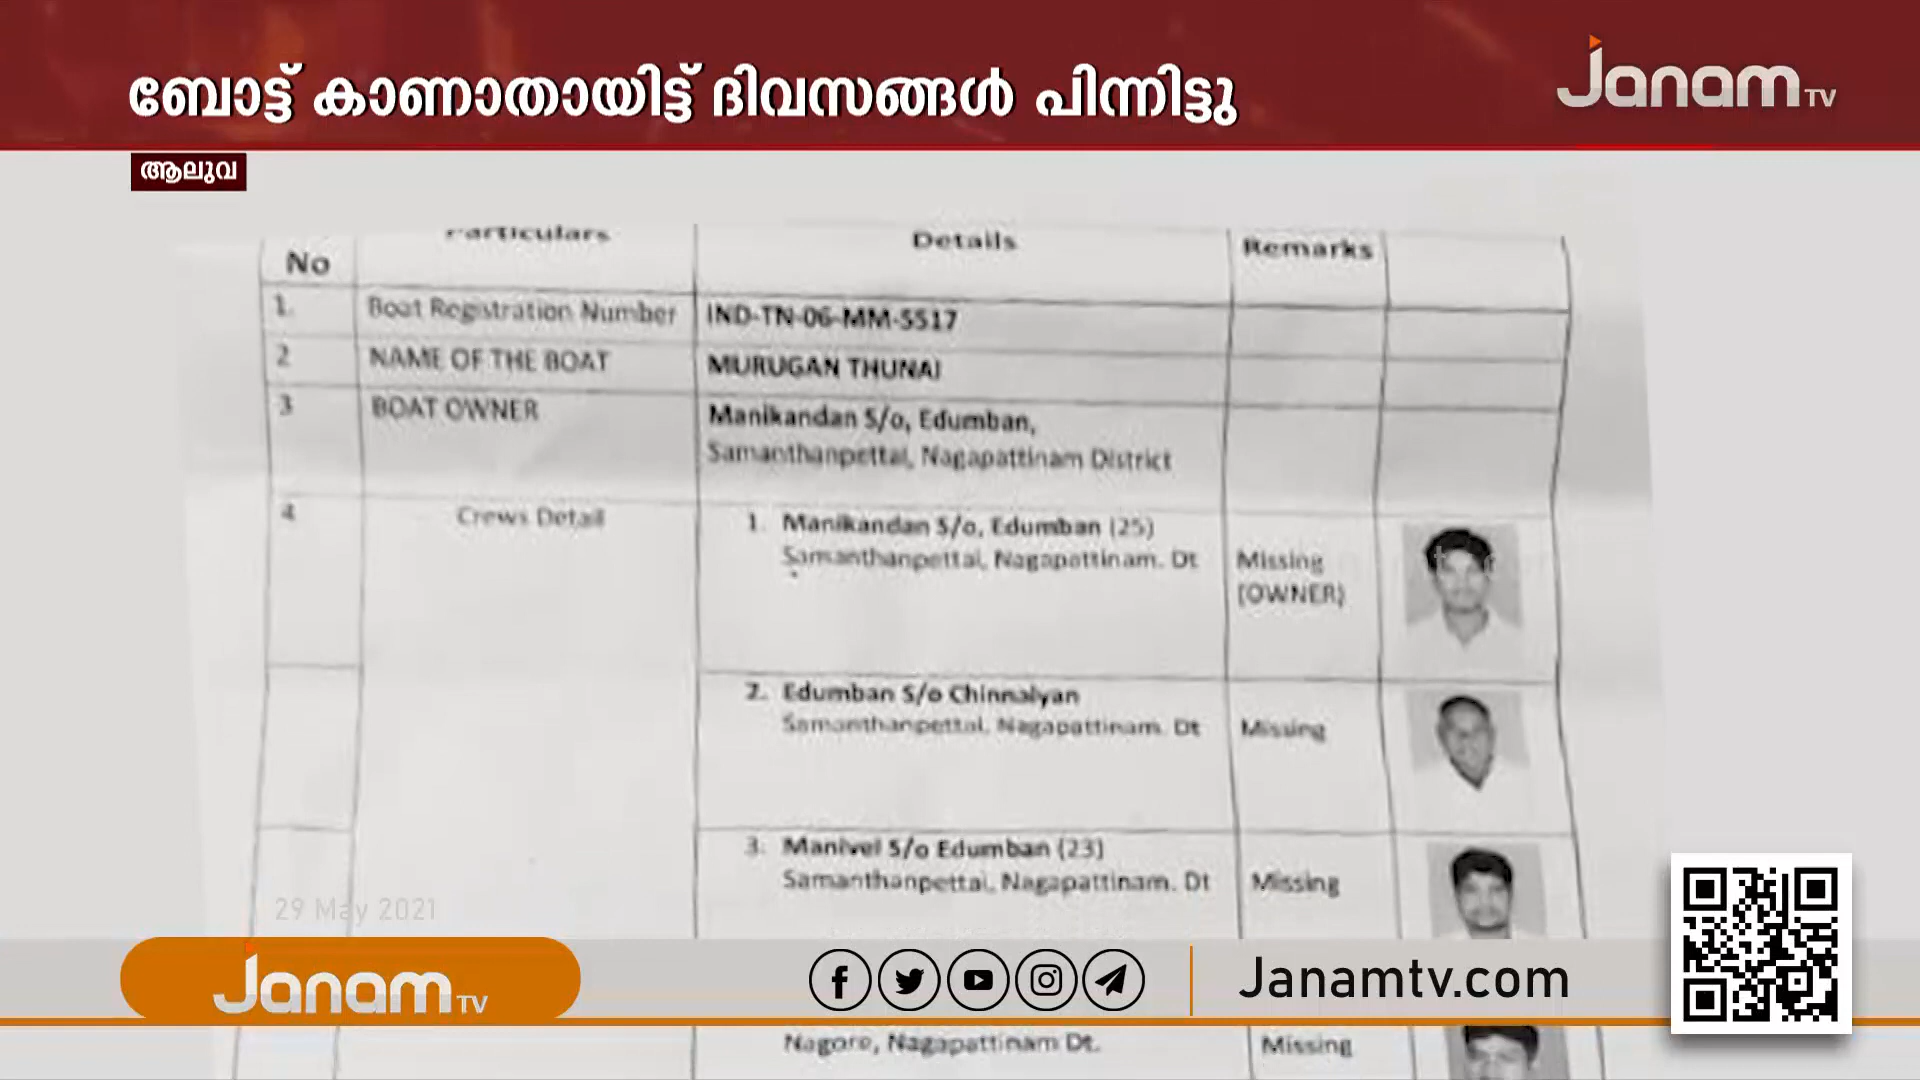 ബോട്ട് കാണാതായിട്ട് ദിവസങ്ങൾ പിന്നിട്ടു
Janam TV
ആലുവ
No Particulars Details Remarks
1. Boat Registration Number IND-TN-06-MM-5517
2 NAME OF THE BOAT MURUGAN THUNAI
3 BOAT OWNER Manikandan S/o, Edumban,
Samanthanpettai, Nagapattinam District
4 Crews Detail 1. Manikandan S/o, Edumban (25)
Samanthanpettai, Nagapattinam. Dt Missing
(OWNER)
2. Edumban S/o Chinnaiyan
Samanthanpettai, Nagapattinam. Dt Missing
3. Manivel S/o Edumban (23)
Samanthanpettai, Nagapattinam. Dt Missing
29 May 2021
Janam TV
Janamtv.com
Nagore, Nagapattinam Dt. Missing